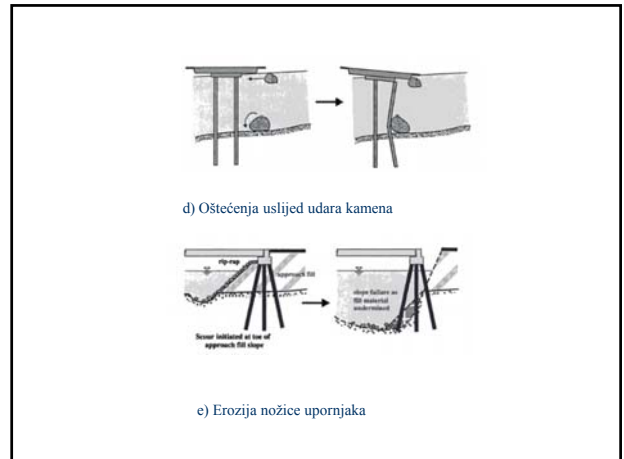 d) Oštećenja uslijed udara kamena
rip-rap
approach fill
Scour initiated at toe of
approach fill slope
slope failure as
fill material
undermined
e) Erozija nožice upornjaka